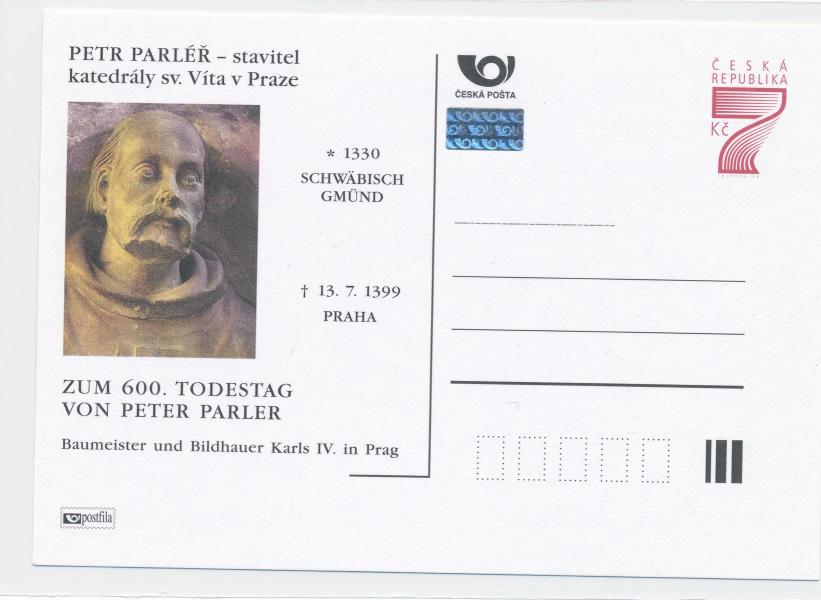 PETR PARLÉŘ – stavitel
katedrály sv. Víta v Praze
* 1330
SCHWÄBISCH
GMÜND
† 13. 7. 1399
PRAHA
ZUM 600. TODESTAG
VON PETER PARLER
Baumeister und Bildhauer Karls IV. in Prag
postfila
ČESKÁ POŠTA
ČESKÁ
REPUBLIKA
7
Kč